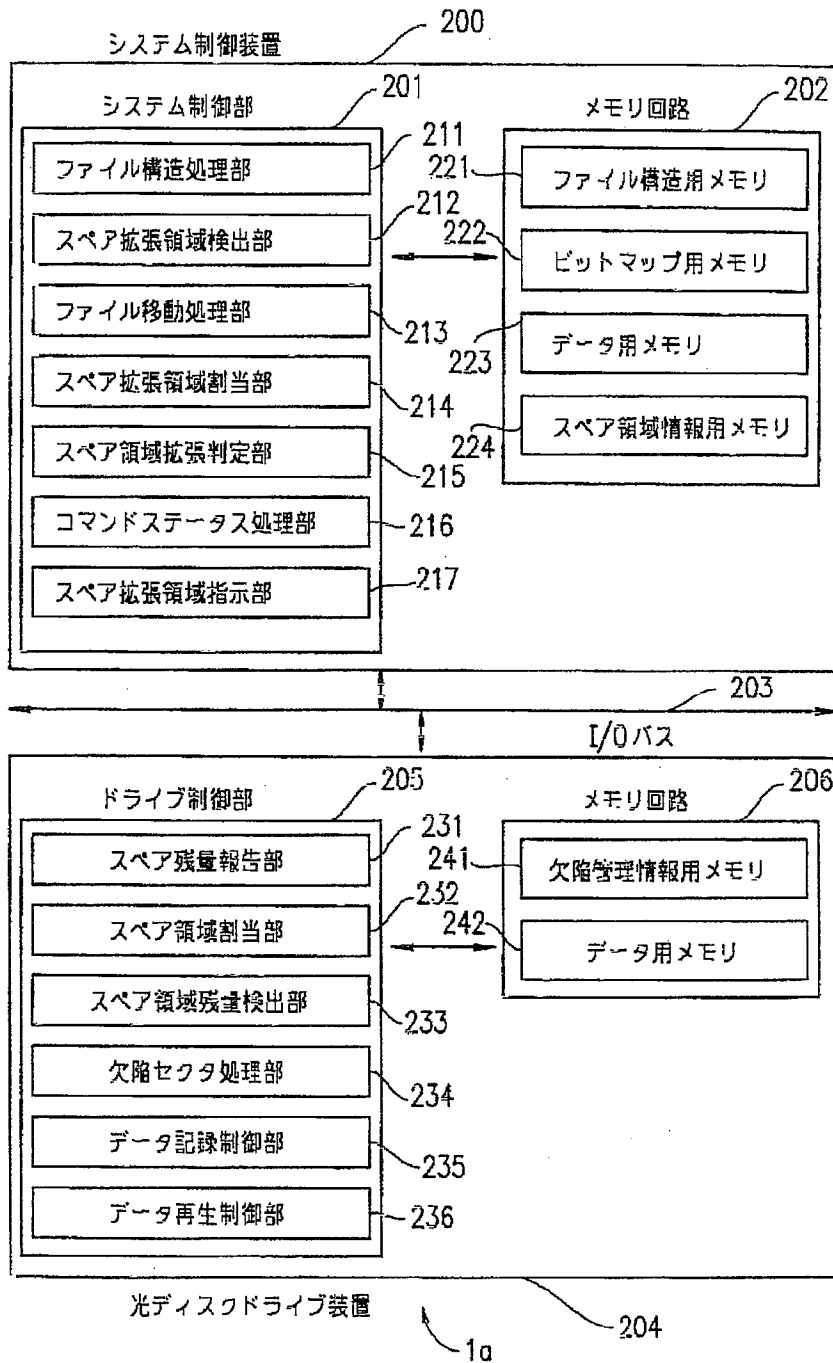 システム制御装置
200
システム制御部
201
ファイル構造処理部
211
スペア拡張領域検出部
212
ファイル移動処理部
213
スペア拡張領域割当部
214
スペア領域拡張判定部
215
コマンドステータス処理部
216
スペア拡張領域指示部
217
メモリ回路
202
221
ファイル構造用メモリ
222
ビットマップ用メモリ
223
データ用メモリ
224
スペア領域情報用メモリ
203
I/Oバス
ドライブ制御部
205
スペア残量報告部
231
スペア領域割当部
232
スペア領域残量検出部
233
欠陥セクタ処理部
234
データ記録制御部
235
データ再生制御部
236
メモリ回路
206
241
欠陥管理情報用メモリ
242
データ用メモリ
光ディスクドライブ装置
204
1a